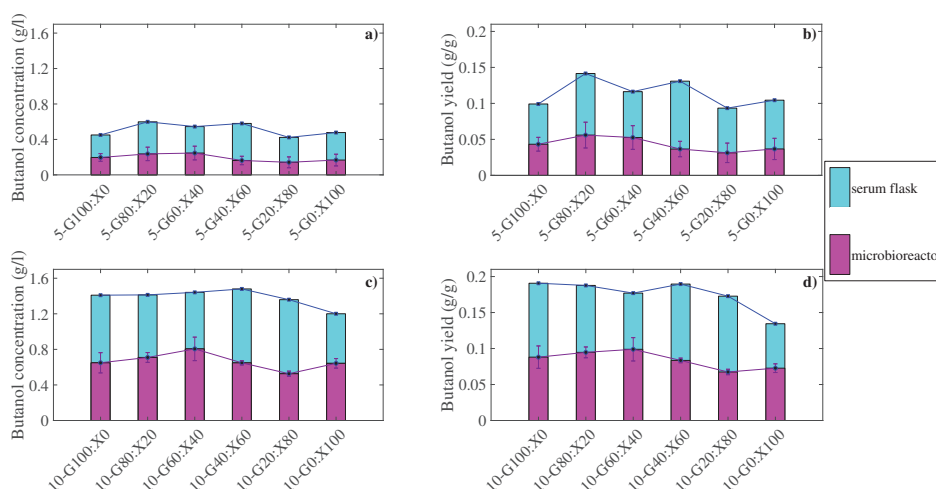 a)
Butanol concentration (g/l)
1.6
1.2
0.8
0.4
0
5-G100:X0
5-G80:X20
5-G60:X40
5-G40:X60
5-G20:X80
5-G0:X100
b)
Butanol yield (g/g)
0.2
0.15
0.1
0.05
0
5-G100:X0
5-G80:X20
5-G60:X40
5-G40:X60
5-G20:X80
5-G0:X100
serum flask
microbioreacto
c)
Butanol concentration (g/l)
1.6
1.2
0.8
0.4
0
10-G100:X0
10-G80:X20
10-G60:X40
10-G40:X60
10-G20:X80
10-G0:X100
d)
Butanol yield (g/g)
0.2
0.15
0.1
0.05
0
10-G100:X0
10-G80:X20
10-G60:X40
10-G40:X60
10-G20:X80
10-G0:X100